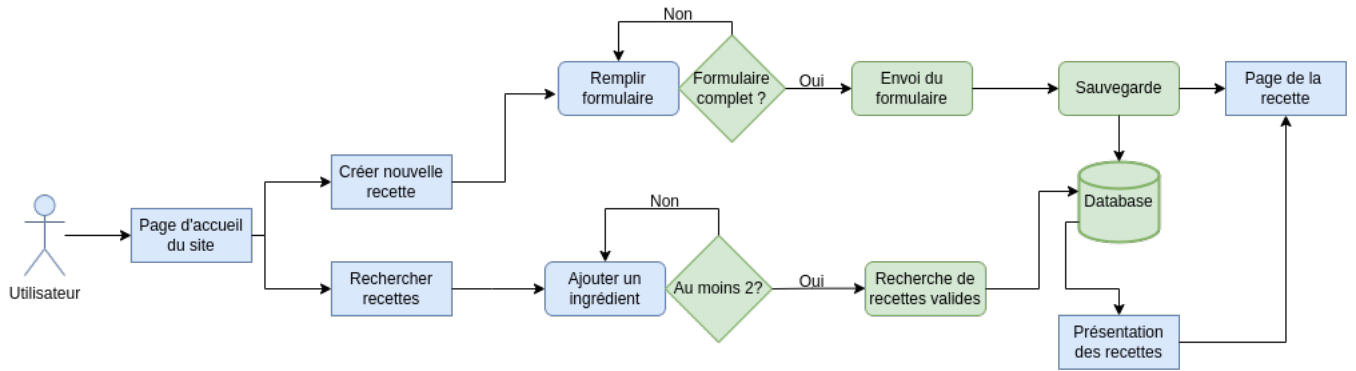 Non
Remplir
formulaire
Formulaire
complet ?
Oui
Envoi du
formulaire
Sauvegarde
Page de la
recette
Créer nouvelle
recette
Page d'accueil
du site
Utilisateur
Non
Database
Rechercher
recettes
Ajouter un
ingrédient
Au moins 2?
Oui
Recherche de
recettes valides
Présentation
des recettes